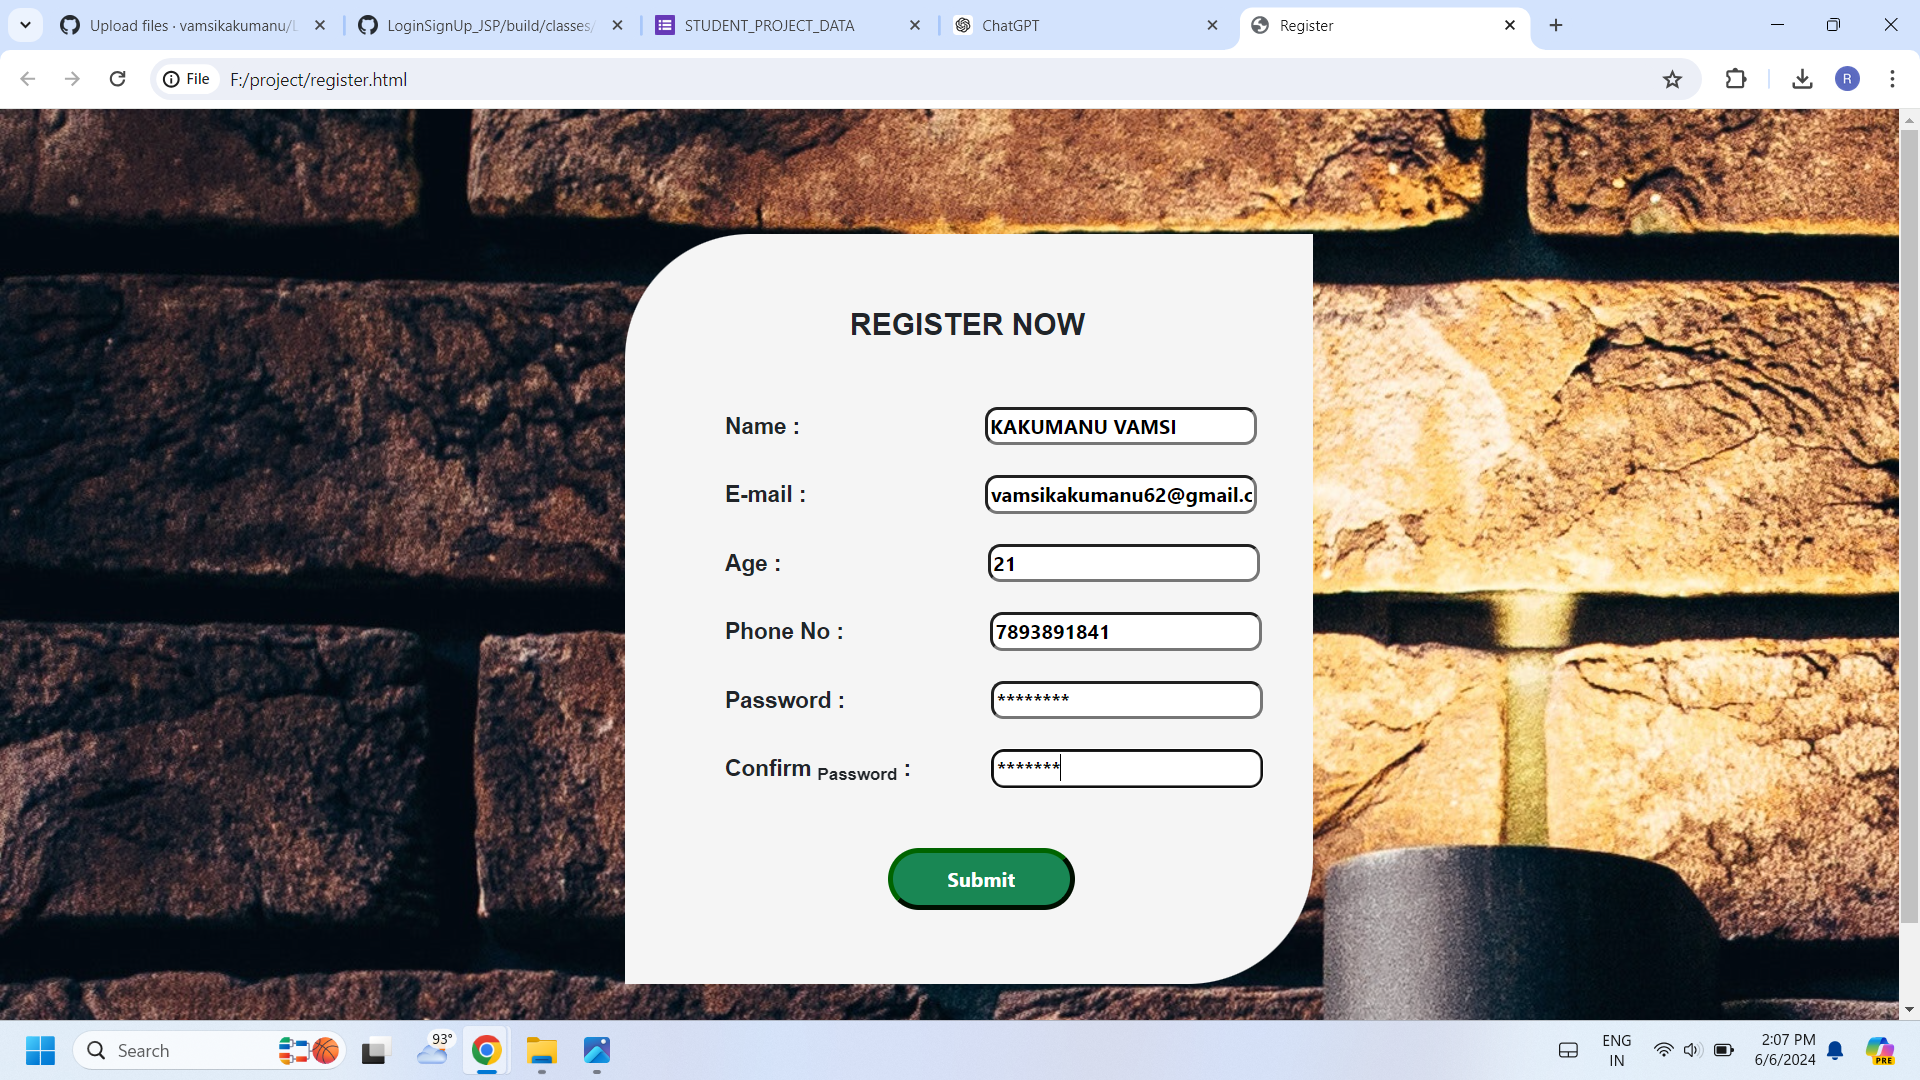 Upload files · vamsikakumanu/L
LoginSignUp_JSP/build/classes/
STUDENT_PROJECT_DATA
ChatGPT
Register
File
F:/project/register.html
R
REGISTER NOW
Name :
KAKUMANU VAMSI
E-mail :
vamsikakumanu62@gmail.c
Age :
21
Phone No :
7893891841
Password :
********
Confirm Password :
*******
Submit
Search
93°
ENG
IN
2:07 PM
6/6/2024
PRE